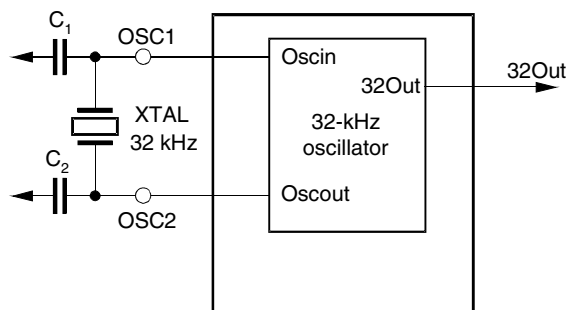 C1
OSC1
Oscin
32Out
32Out
XTAL
32 kHz
32-kHz
oscillator
C2
Oscout
OSC2